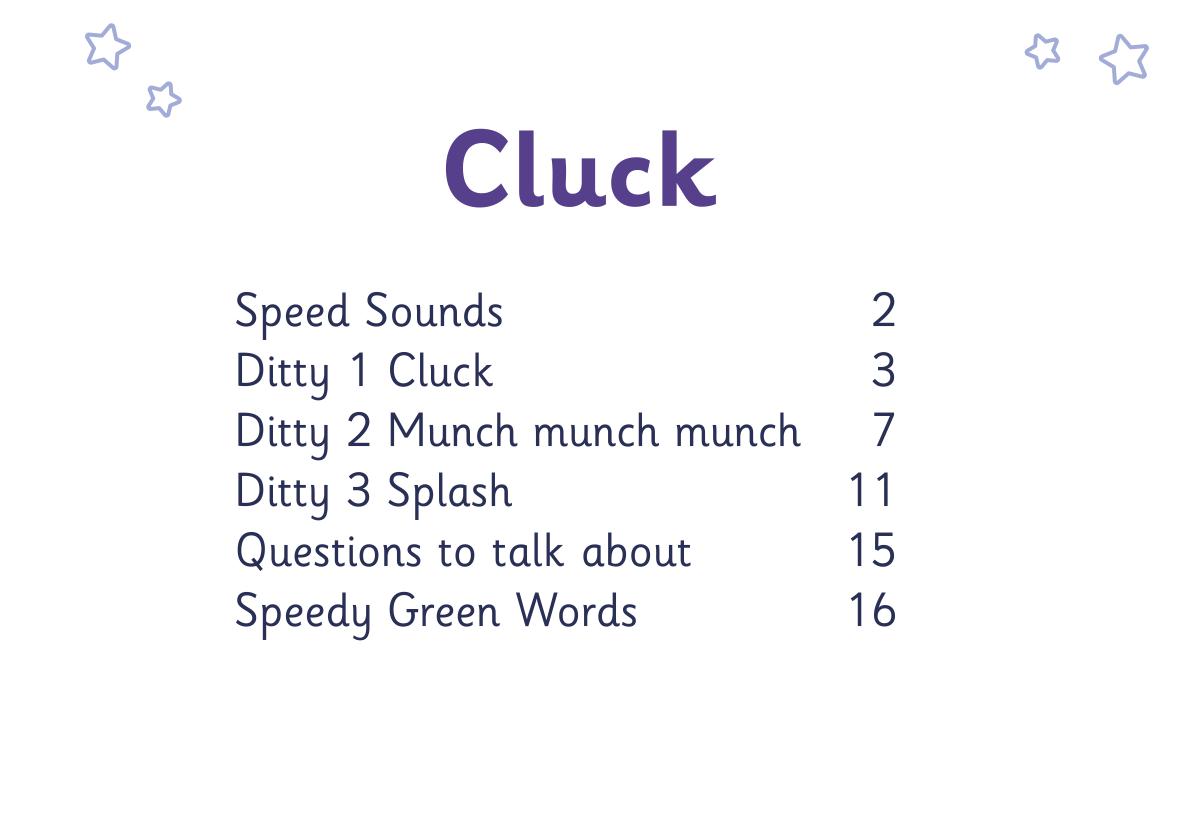 Cluck
Speed Sounds 2
Ditty 1 Cluck 3
Ditty 2 Munch munch munch 7
Ditty 3 Splash 11
Questions to talk about 15
Speedy Green Words 16